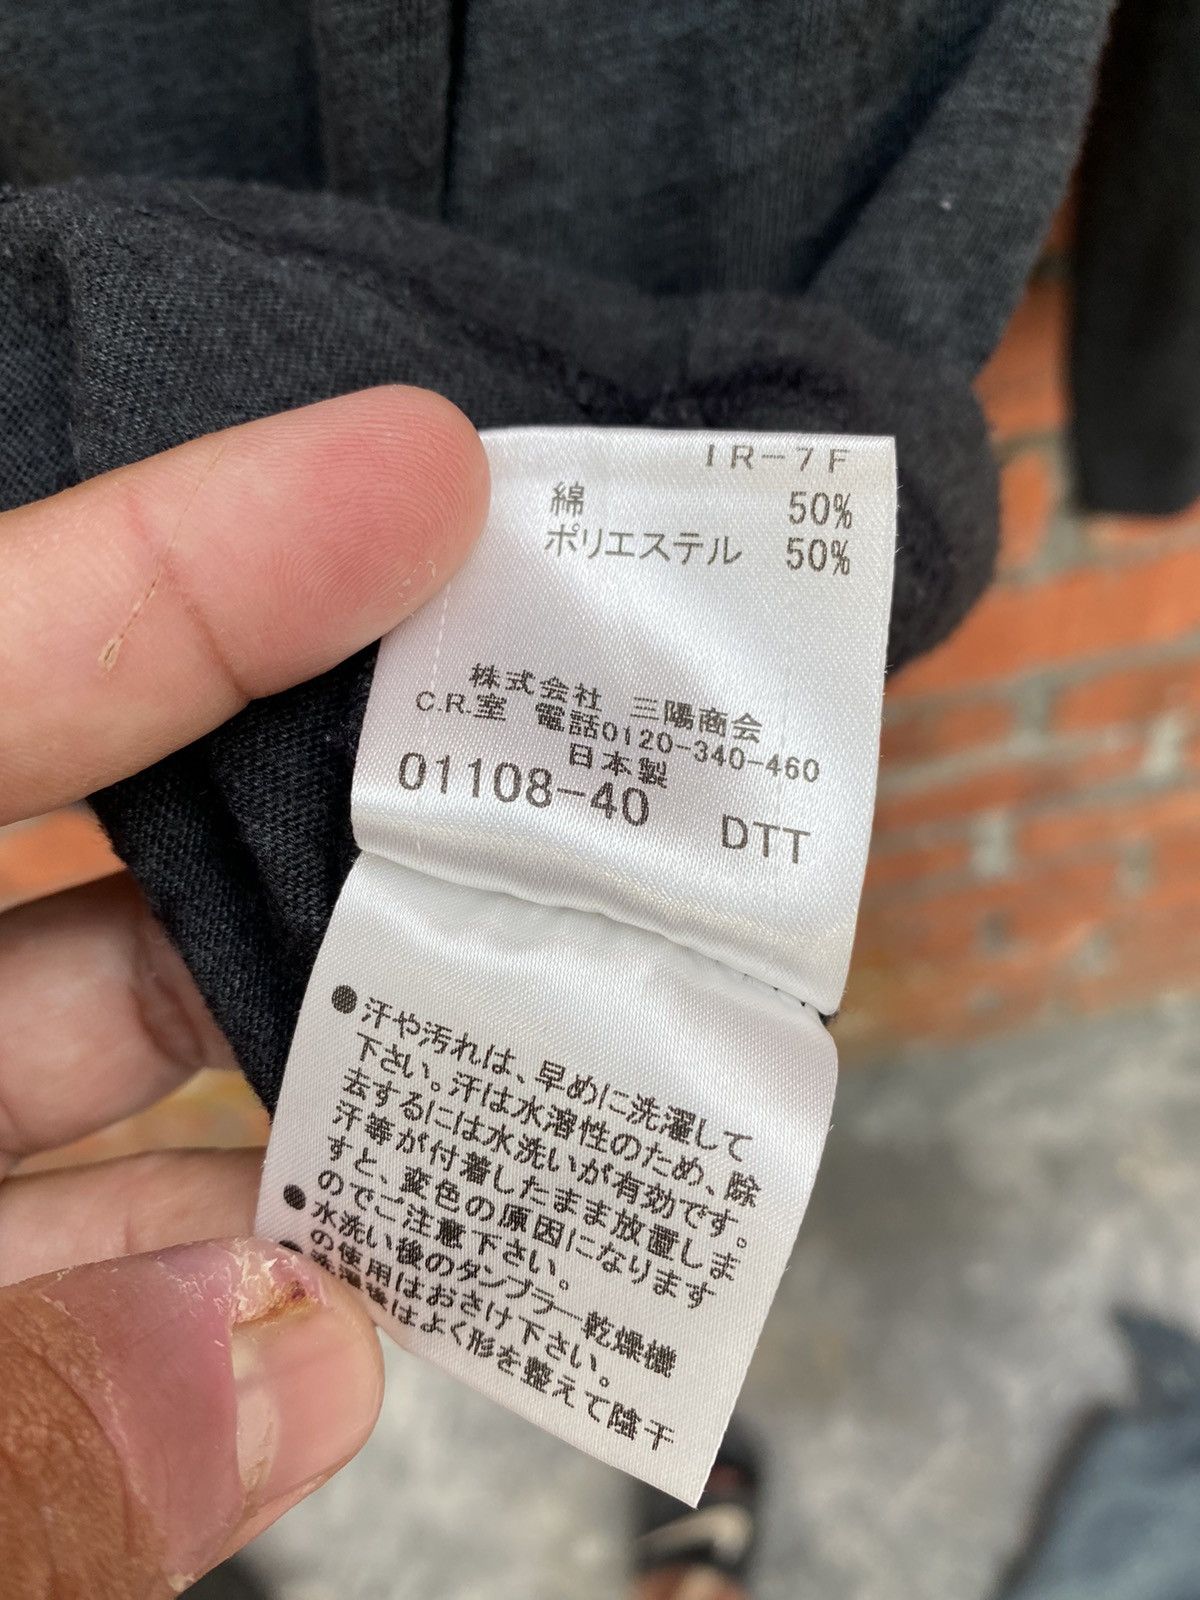 IR-7F
綿 50%
ポリエステル 50%
株式会社 三陽商会
C.R.室 電話0120-340-460
日本製
01108-40 DTT
●汗や汚れは、早めに洗濯して
下さい。汗は水溶性のため、除
去するには水洗いが有効です。
汗等が付着したまま放置しま
すと、変色の原因になります
のでご注意下さい。
●水洗い後のタンブラー乾燥機
の使用はおさけ下さい。
●洗濯後はよく形を整えて陰干